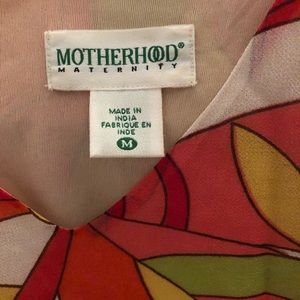 MOTHERHOOD®
MATERNITY
MADE IN
INDIA
FABRIQUE EN
INDE
M